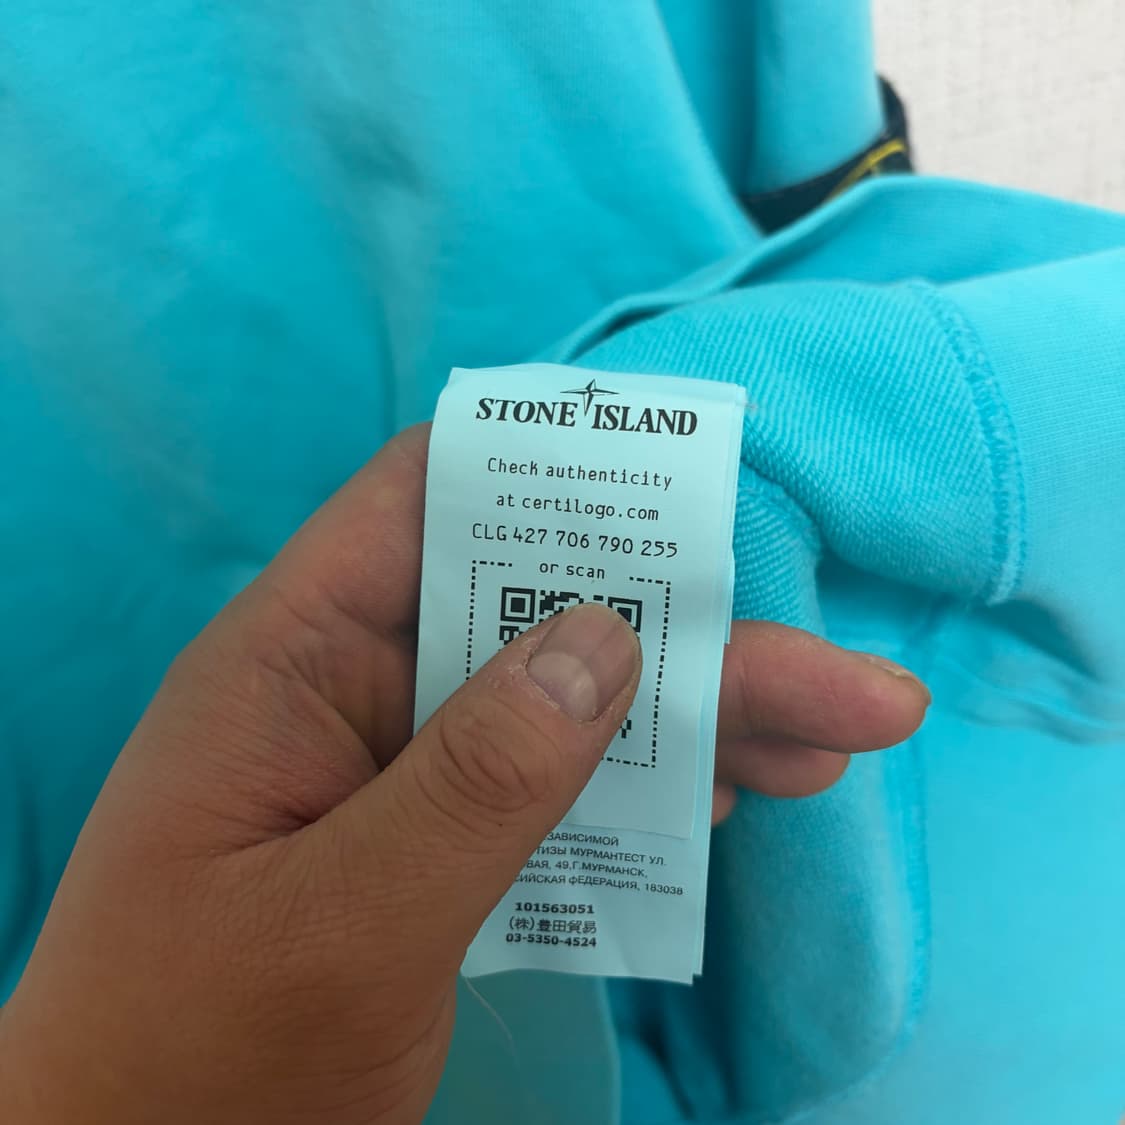 STONE ISLAND
Check authenticity
at certilogo.com
CLG 427 706 790 255
or scan
ЗАВИСИМОЙ
ТИЗЫ МУРМАНТЕСТ УЛ.
ВАЯ, 49,Г.МУРМАНСК,
СИЙСКАЯ ФЕДЕРАЦИЯ, 183038
101563051
(株)豊田貿易
03-5350-4524